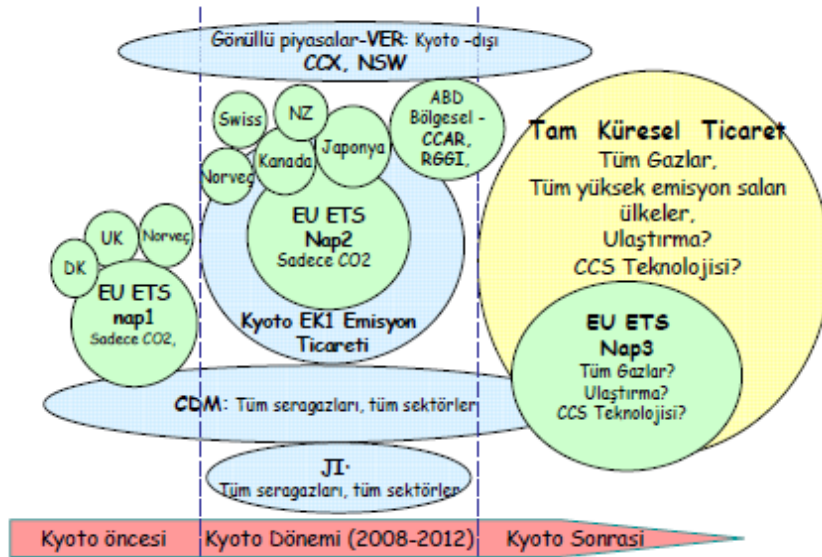 Gönüllü piyasalar-VER: Kyoto -dışı
CCX, NSW
Swiss
NZ
Norveç
Kanada
Japonya
ABD
Bölgesel -
CCAR,
RGGI,
EU ETS
Nap2
Sadece CO2
Kyoto EK1 Emisyon
Ticareti
DK
UK
Norveç
EU ETS
nap1
Sadece CO2,
Tam Küresel Ticaret
Tüm Gazlar,
Tüm yüksek emisyon salan
ülkeler,
Ulaştırma?
CCS Teknolojisi?
EU ETS
Nap3
Tüm Gazlar?
Ulaştırma?
CCS Teknolojisi?
CDM: Tüm seragazları, tüm sektörler
JI·
Tüm seragazları, tüm sektörler
Kyoto öncesi
Kyoto Dönemi (2008-2012)
Kyoto Sonrasi